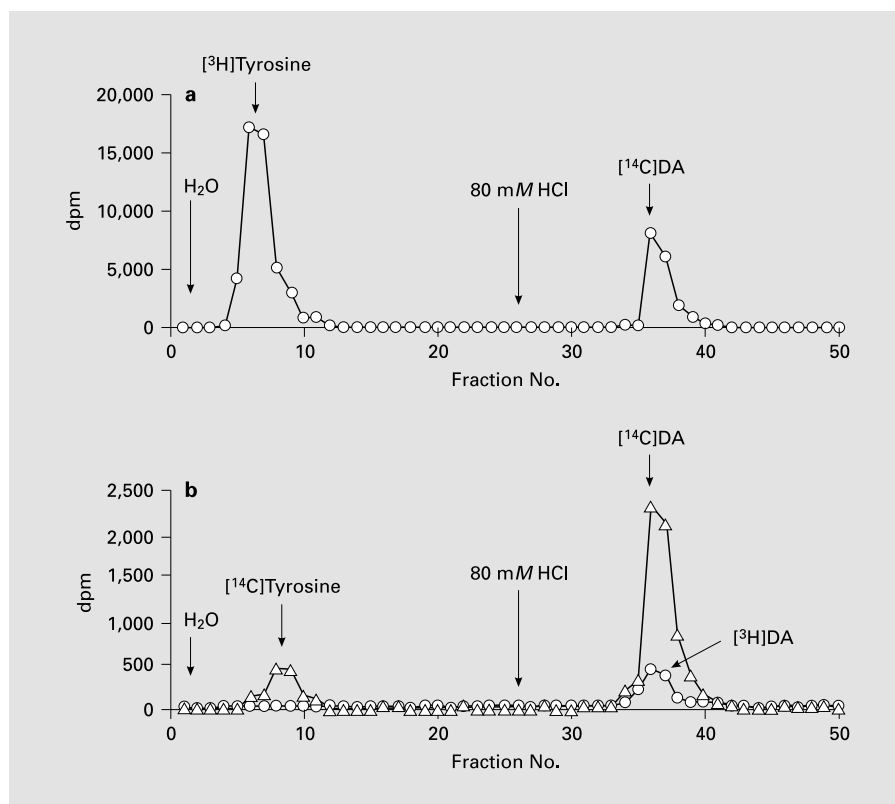 [³H]Tyrosine
20,000
a
15,000
H₂O
80 mM HCl
[¹⁴C]DA
10,000
dpm
5,000
0
0 10 20 30 40 50
Fraction No.
[¹⁴C]DA
2,500
b
2,000
1,500
[¹⁴C]Tyrosine
80 mM HCl
dpm
1,000
H₂O
[³H]DA
500
0
0 10 20 30 40 50
Fraction No.